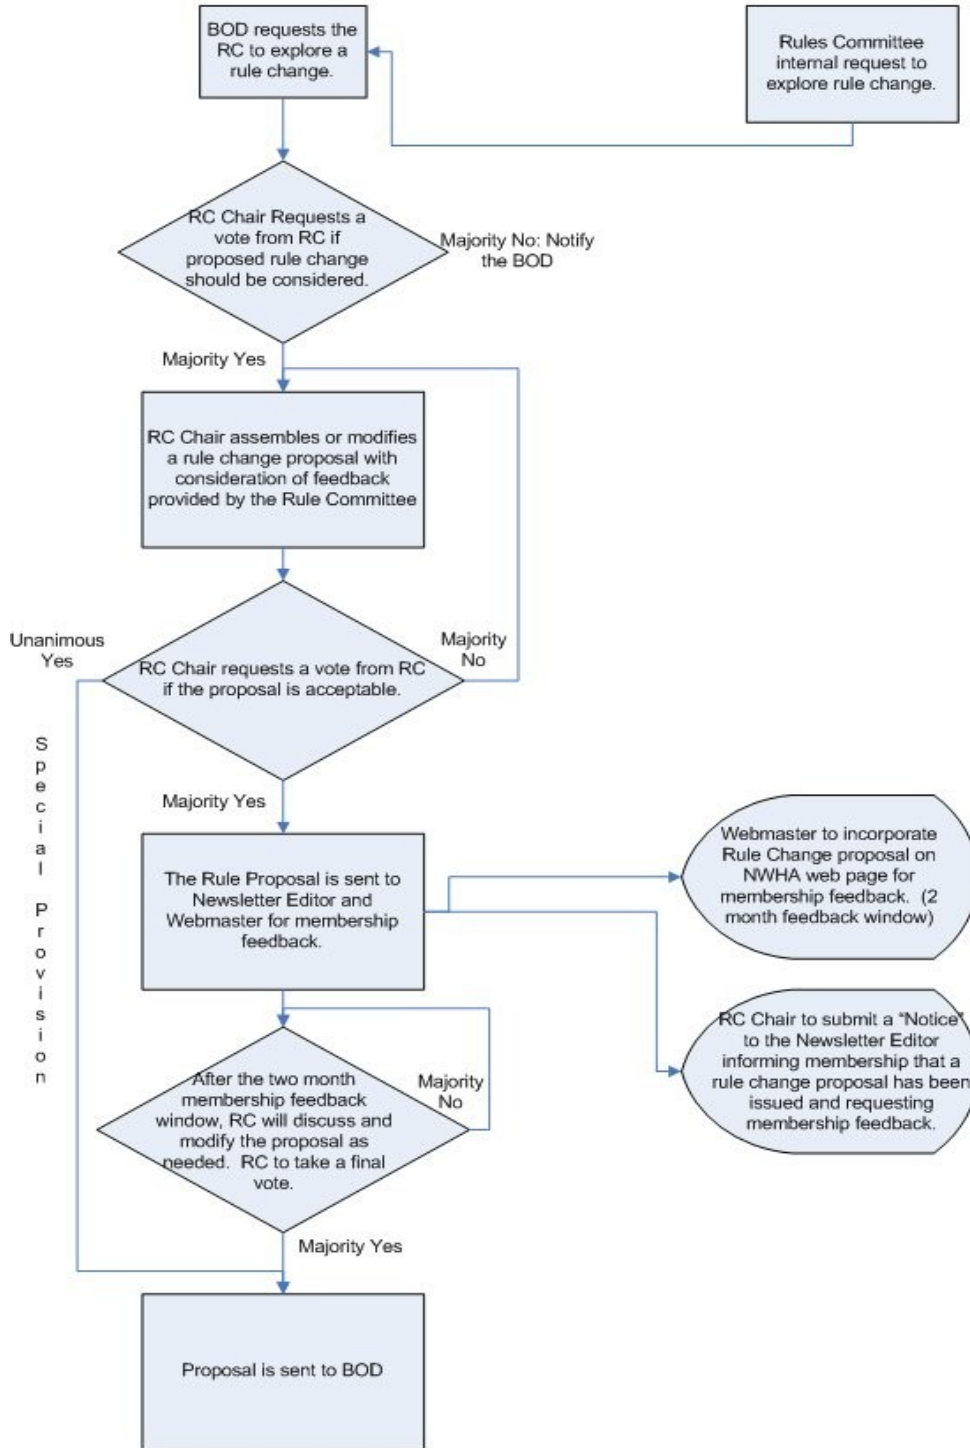 BOD requests the
RC to explore a
rule change.
Rules Committee
internal request to
explore rule change.
RC Chair Requests a
vote from RC if
proposed rule change
should be considered.
Majority No: Notify
the BOD
Majority Yes
RC Chair assembles or modifies
a rule change proposal with
consideration of feedback
provided by the Rule Committee
Unanimous
Yes
RC Chair requests a vote from RC
if the proposal is acceptable.
Majority
No
Special Provision
Majority Yes
The Rule Proposal is sent to
Newsletter Editor and
Webmaster for membership
feedback.
Webmaster to incorporate
Rule Change proposal on
NWHA web page for
membership feedback. (2
month feedback window)
RC Chair to submit a “Notice”
to the Newsletter Editor
informing membership that a
rule change proposal has been
issued and requesting
membership feedback.
After the two month
membership feedback
window, RC will discuss and
modify the proposal as
needed. RC to take a final
vote.
Majority
No
Majority Yes
Proposal is sent to BOD